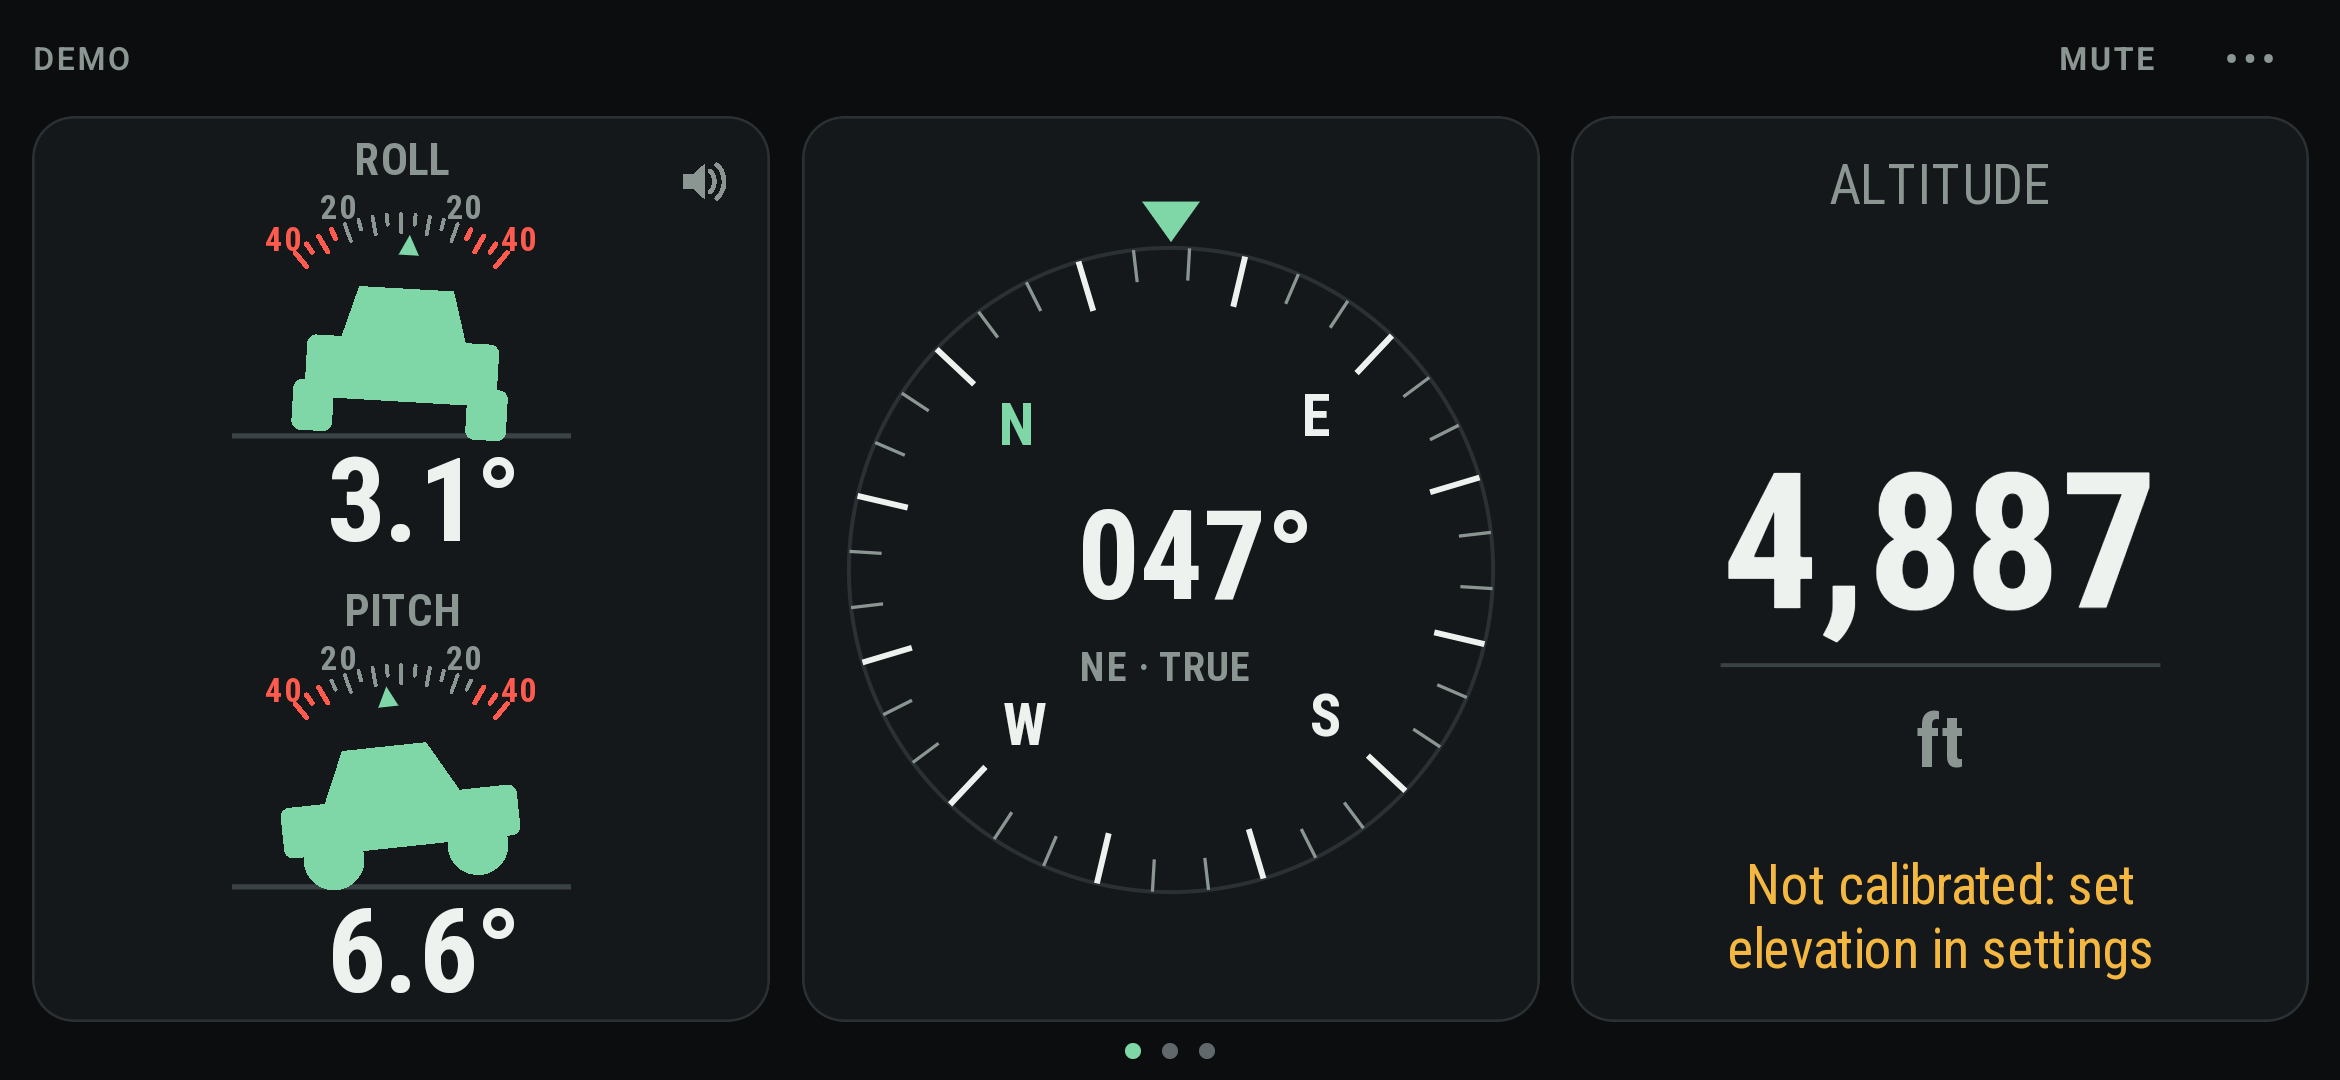 DEMO
MUTE
ROLL
20 20
40 40
3.1°
PITCH
20 20
40 40
6.6°
N E
047°
NE · TRUE
W S
ALTITUDE
4,887
ft
Not calibrated: set
elevation in settings